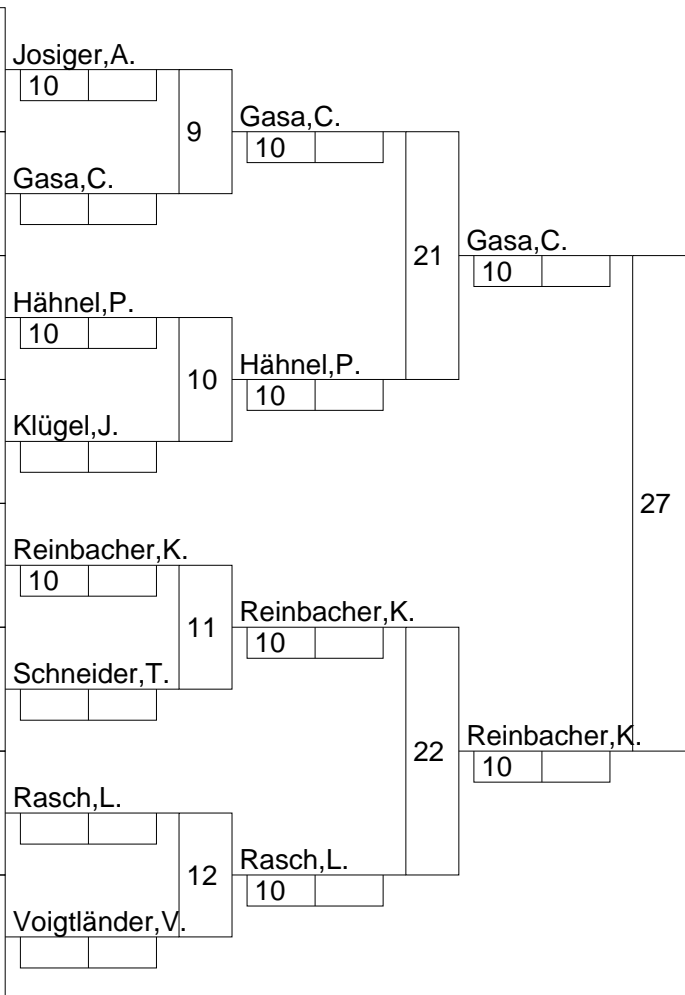 Josiger,A.
10
9
Gasa,C.
10
Gasa,C.
21
Gasa,C.
10
Hähnel,P.
10
10
Hähnel,P.
10
Klügel,J.
27
Reinbacher,K.
10
11
Reinbacher,K.
10
Schneider,T.
22
Reinbacher,K.
10
Rasch,L.
12
Rasch,L.
10
Voigtländer,V.